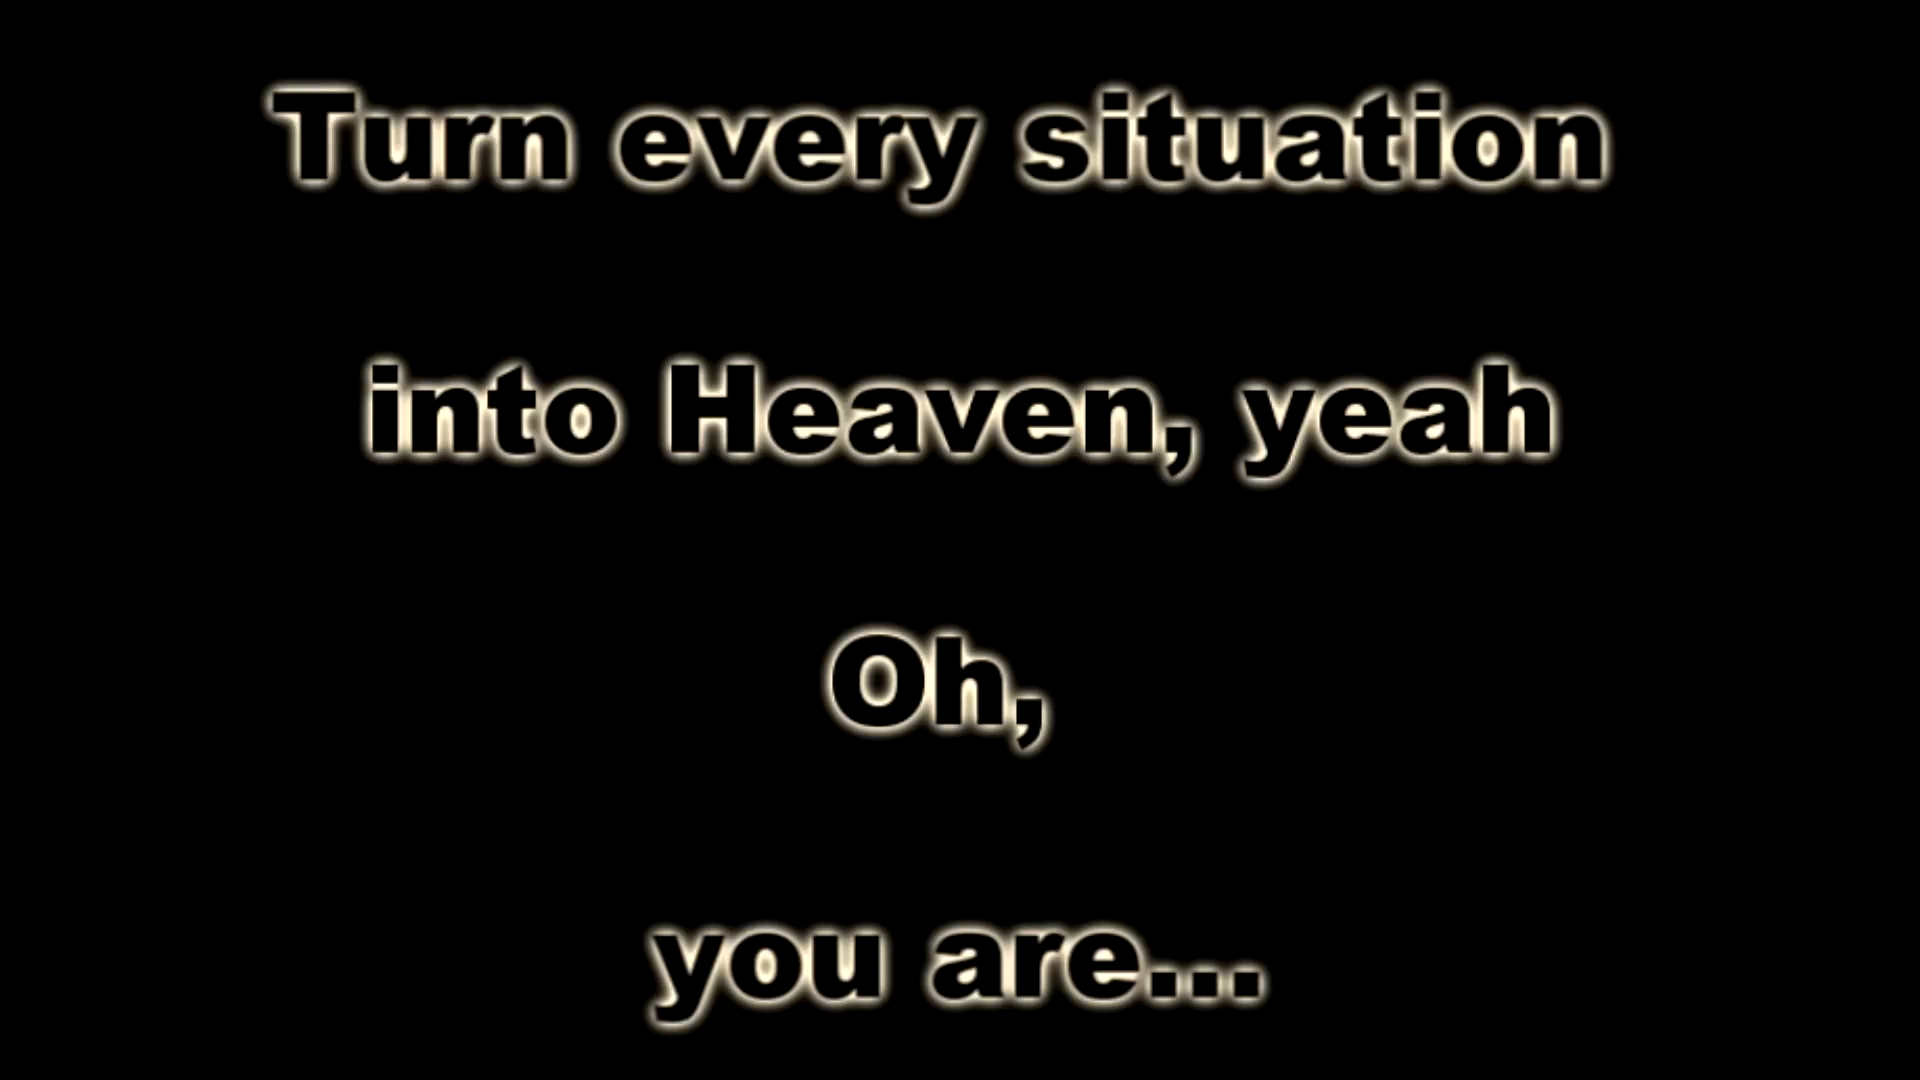 Turn every situation
into Heaven, yeah
Oh,
you are...